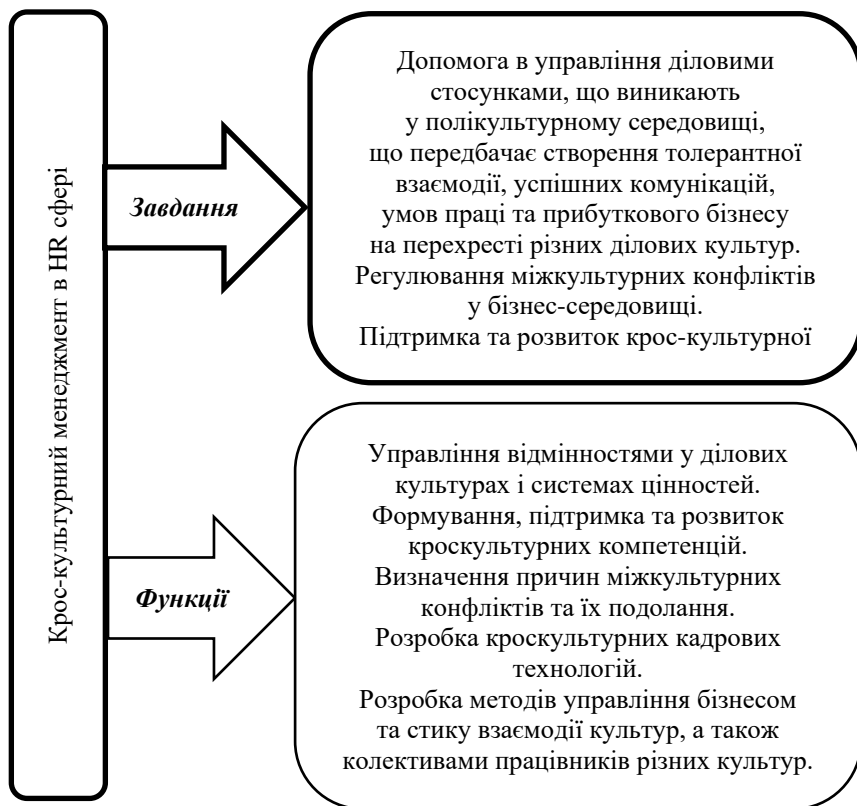 Крос-культурний менеджмент в HR сфері
Завдання
Допомога в управління діловими
стосунками, що виникають
у полікультурному середовищі,
що передбачає створення толерантної
взаємодії, успішних комунікацій,
умов праці та прибуткового бізнесу
на перехресті різних ділових культур.
Регулювання міжкультурних конфліктів
у бізнес-середовищі.
Підтримка та розвиток крос-культурної
Функції
Управління відмінностями у ділових
культурах і системах цінностей.
Формування, підтримка та розвиток
кроскультурних компетенцій.
Визначення причин міжкультурних
конфліктів та їх подолання.
Розробка кроскультурних кадрових
технологій.
Розробка методів управління бізнесом
та стику взаємодії культур, а також
колективами працівників різних культур.